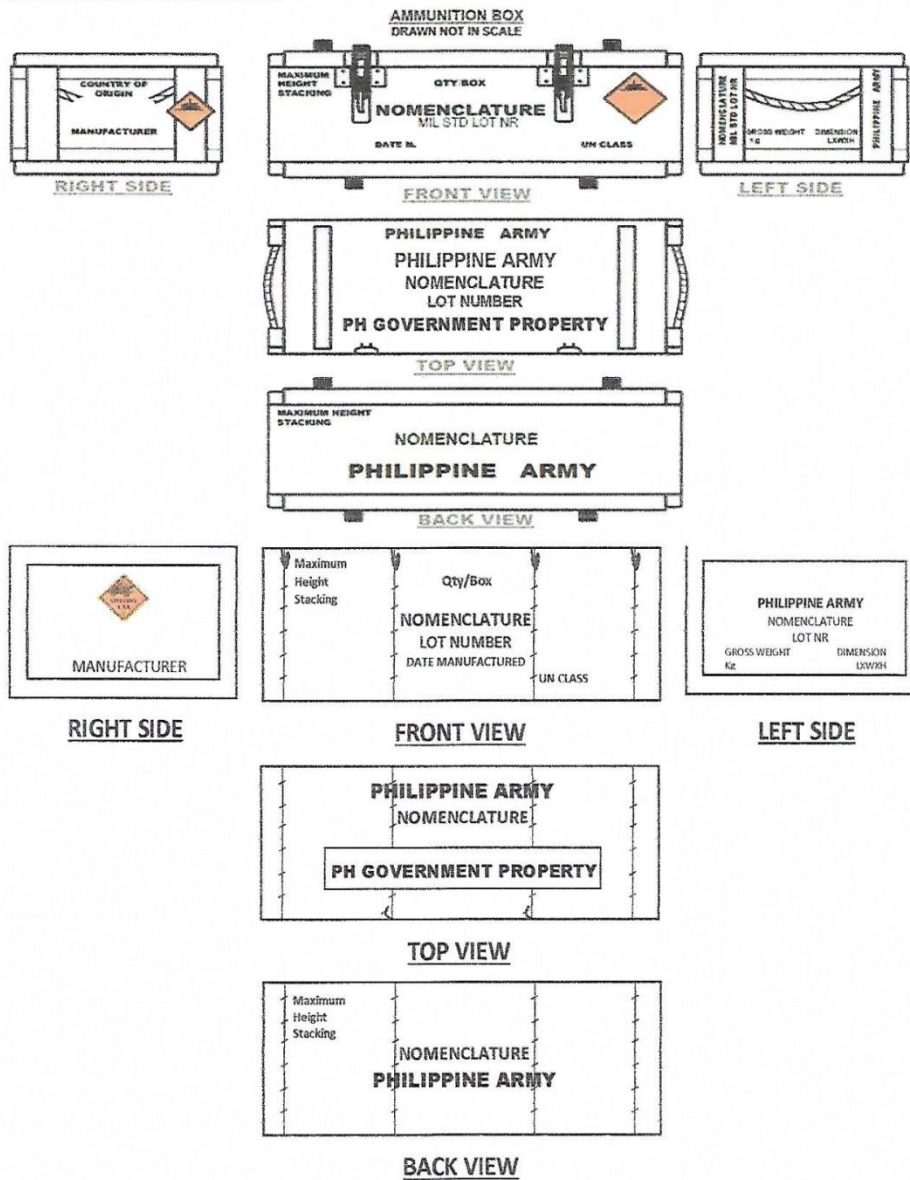 AMMUNITION BOX
DRAWN NOT IN SCALE
COUNTRY OF
ORIGIN
MANUFACTURER
RIGHT SIDE
MAXIMUM
HEIGHT
STACKING
QTY BOX
NOMENCLATURE
MIL STD LOT NR
DATE M.
UN CLASS
FRONT VIEW
NOMENCLATURE
MIL STD LOT NR
GROSS WEIGHT DIMENSION
Kg LXWXH
PHILIPPINE ARMY
LEFT SIDE
PHILIPPINE ARMY
PHILIPPINE ARMY
NOMENCLATURE
LOT NUMBER
PH GOVERNMENT PROPERTY
TOP VIEW
MAXIMUM HEIGHT
STACKING
NOMENCLATURE
PHILIPPINE ARMY
BACK VIEW
MANUFACTURER
RIGHT SIDE
Maximum
Height
Stacking
Qty/Box
NOMENCLATURE
LOT NUMBER
DATE MANUFACTURED
UN CLASS
FRONT VIEW
PHILIPPINE ARMY
NOMENCLATURE
LOT NR
GROSS WEIGHT DIMENSION
Kg LXWXH
LEFT SIDE
PHILIPPINE ARMY
NOMENCLATURE
PH GOVERNMENT PROPERTY
TOP VIEW
Maximum
Height
Stacking
NOMENCLATURE
PHILIPPINE ARMY
BACK VIEW